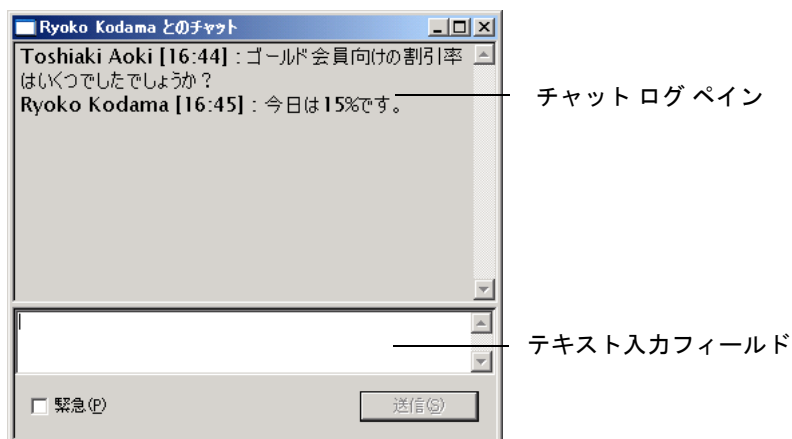 Ryoko Kodama とのチャット
Toshiaki Aoki [16:44] : ゴールド会員向けの割引率
はいくつでしたでしょうか?
Ryoko Kodama [16:45] : 今日は15%です。
チャット ログ ペイン
テキスト入力フィールド
緊急(P)
送信(S)